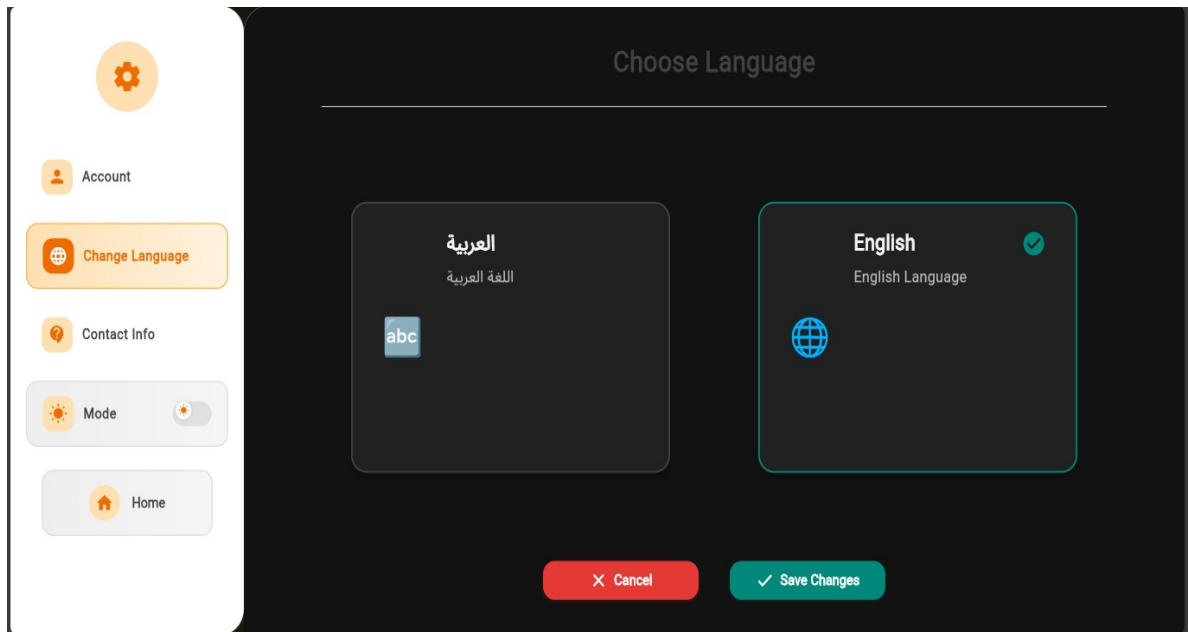 Account
Change Language
Contact Info
Mode
Home
Choose Language
العربية
اللغة العربية
abc
English
English Language
Cancel
Save Changes